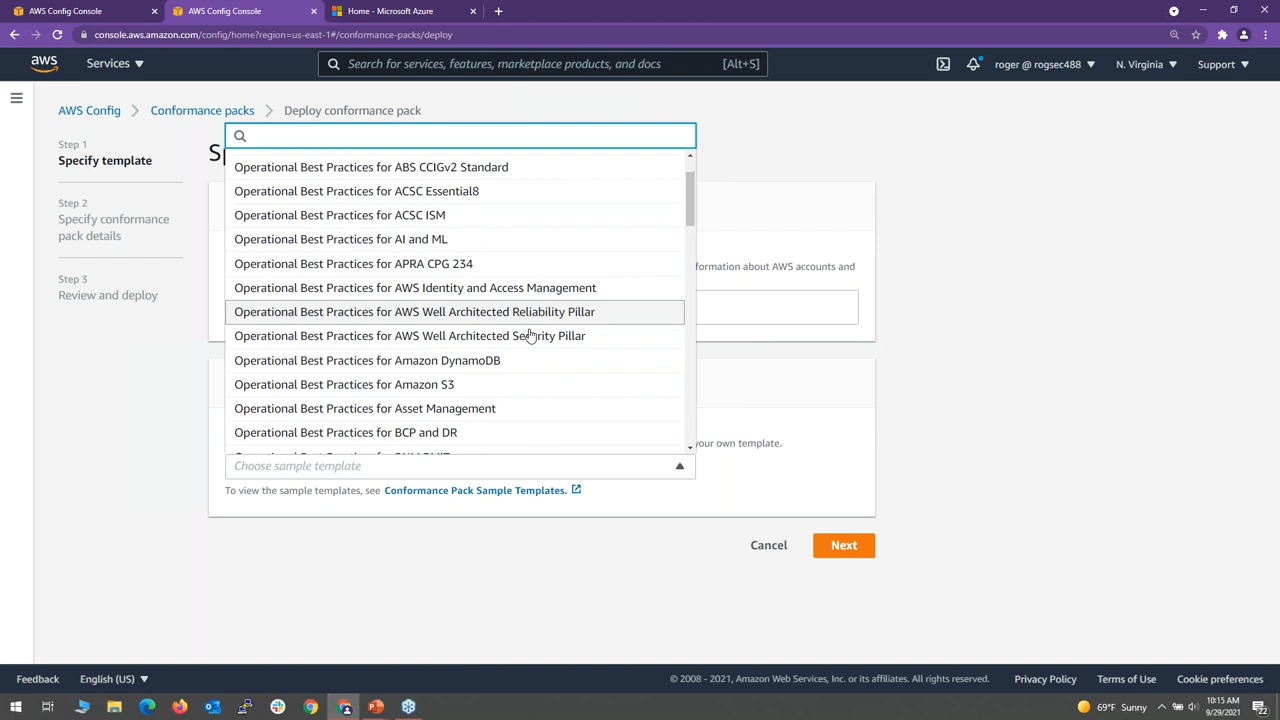 AWS Console
AWS Console
Home - Microsoft Azure
console.aws.amazon.com/config/home?region=us-east-1#/conformance-packs/deploy
aws
Services
Search for services, features, marketplace products, and docs
[Alt+S]
roger @ rogsec488
N. Virginia
Support
AWS Config
Conformance packs
Deploy conformance pack
Step 1
Specify template
Step 2
Specify conformance
pack details
Step 3
Review and deploy
Operational Best Practices for ABS CCIGv2 Standard
Operational Best Practices for ACSC Essential8
Operational Best Practices for ACSC ISM
Operational Best Practices for AI and ML
Operational Best Practices for APRA CPG 234
Operational Best Practices for AWS Identity and Access Management
Operational Best Practices for AWS Well Architected Reliability Pillar
Operational Best Practices for AWS Well Architected Security Pillar
Operational Best Practices for Amazon DynamoDB
Operational Best Practices for Amazon S3
Operational Best Practices for Asset Management
Operational Best Practices for BCP and DR
formation about AWS accounts and
your own template.
Choose sample template
To view the sample templates, see Conformance Pack Sample Templates.
Cancel
Next
Feedback
English (US)
© 2008 - 2021, Amazon Web Services, Inc. or its affiliates. All rights reserved.
Privacy Policy
Terms of Use
Cookie preferences
69°F Sunny
10:15 AM
9/29/2021
22